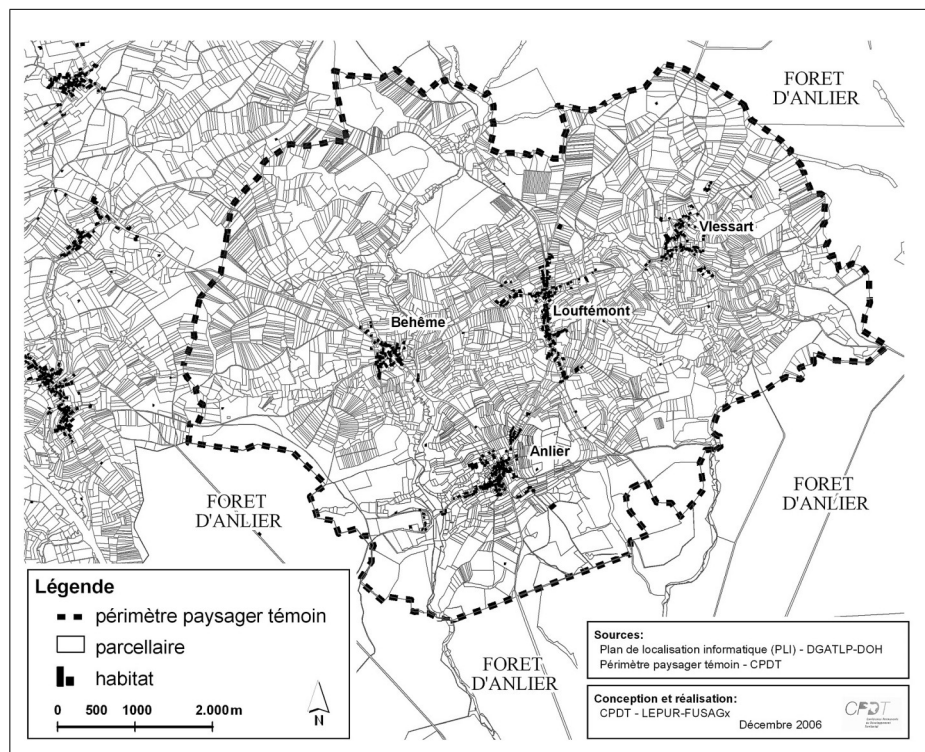 FORET
D'ANLIER
Vlessart
Louftémont
Behême
Anlier
FORET
D'ANLIER
FORET
D'ANLIER
FORET
D'ANLIER
Légende
périmètre paysager témoin
parcellaire
habitat
0 500 1000 2.000 m
N
Sources:
Plan de localisation informatique (PLI) - DGATLP-DOH
Périmètre paysager témoin - CPDT
Conception et réalisation:
CPDT - LEPUR-FUSAGx
Décembre 2006
CPDT